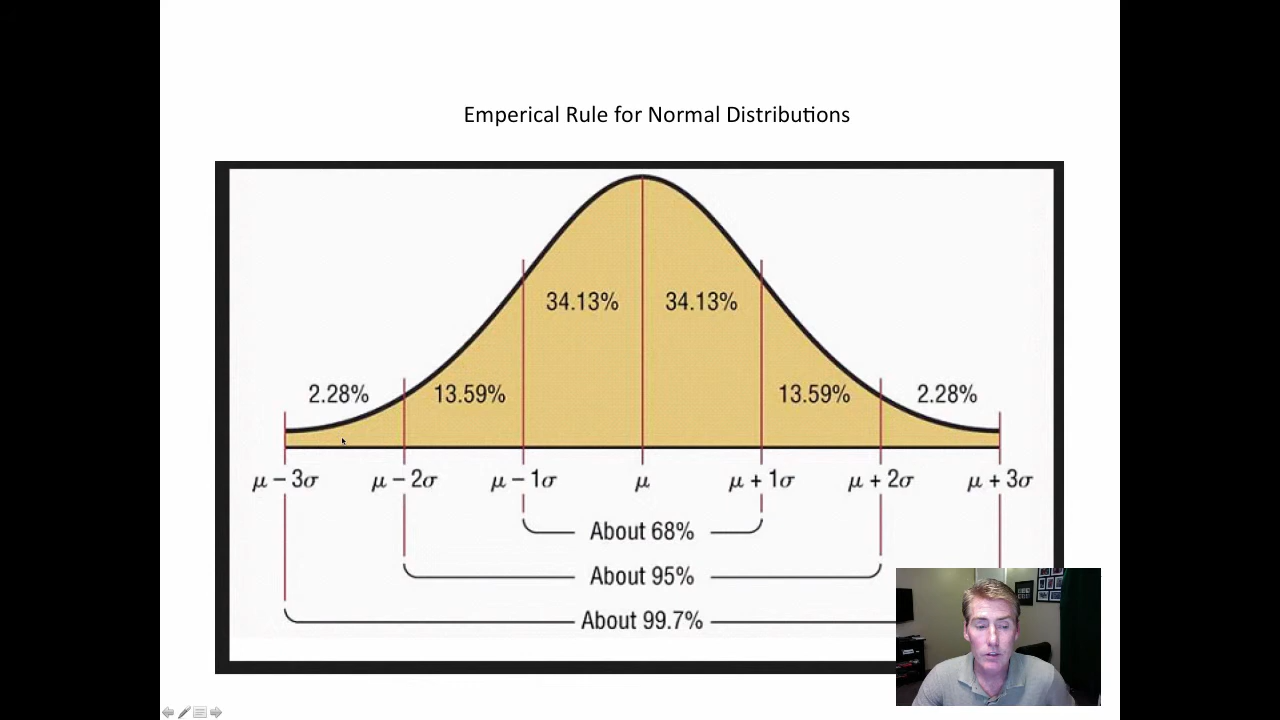 Emperical Rule for Normal Distributions
34.13% 34.13%
2.28% 13.59% 13.59% 2.28%
μ − 3σ μ − 2σ μ − 1σ μ μ + 1σ μ + 2σ μ + 3σ
About 68%
About 95%
About 99.7%